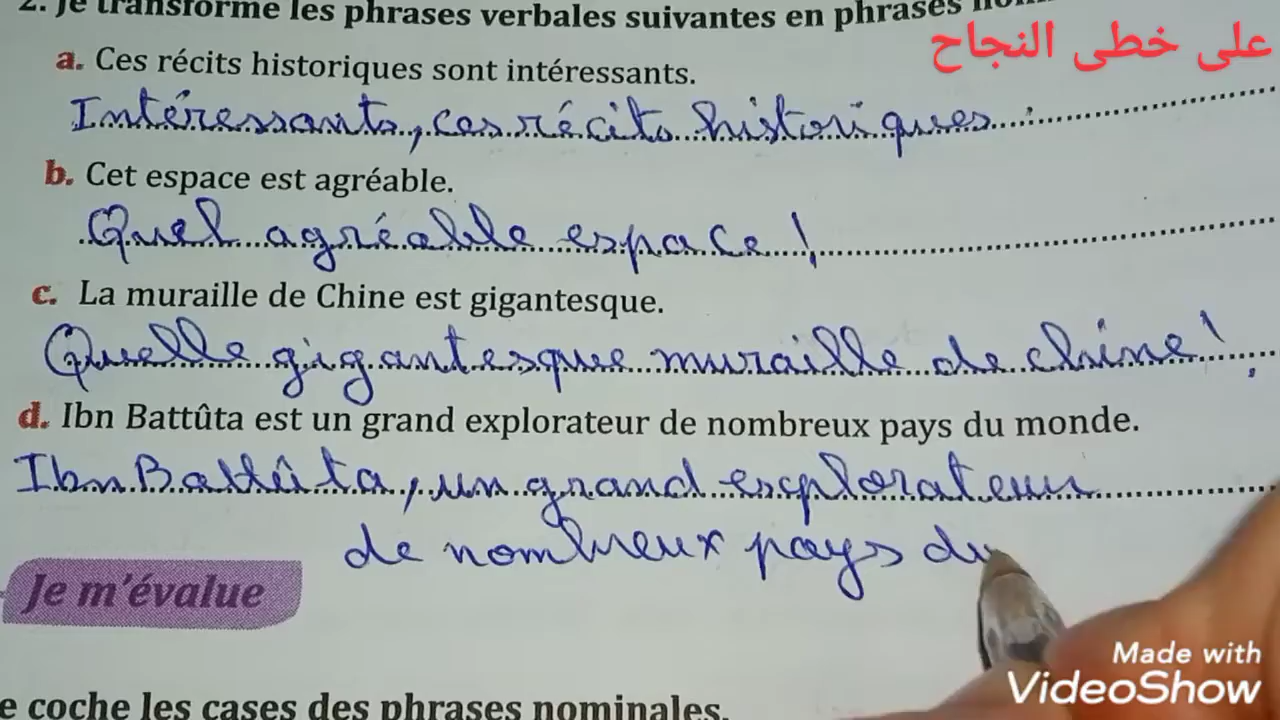 2. Je transforme les phrases verbales suivantes en phrases
على خطى النجاح
a. Ces récits historiques sont intéressants.
Intéressants, ces récits historiques.
b. Cet espace est agréable.
Quel agréable espace !
c. La muraille de Chine est gigantesque.
Quelle gigantesque muraille de chine !
d. Ibn Battûta est un grand explorateur de nombreux pays du monde.
Ibn Battûta, un grand explorateur
de nombreux pays du
Je m'évalue
e coche les cases des phrases nominales.
Made with
VideoShow